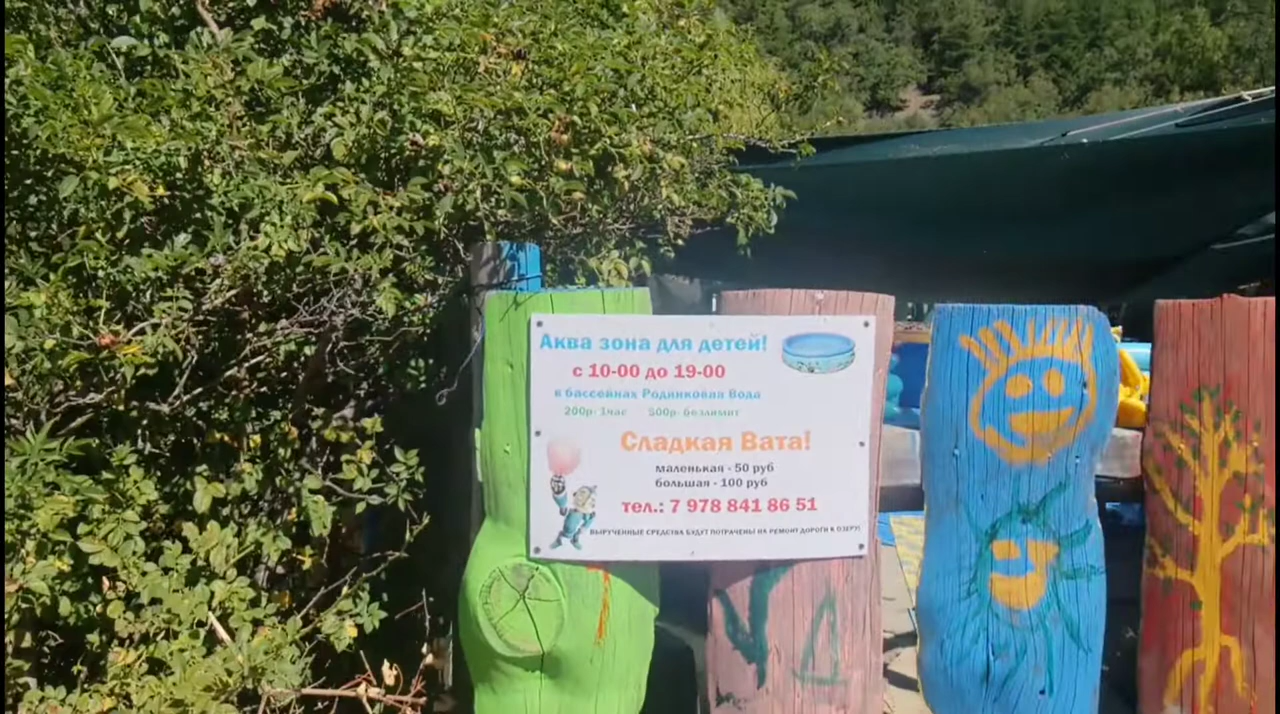 Аква зона для детей!
с 10-00 до 19-00
в бассейнах Родниковая Вода
200р- 1час 500р- безлимит
Сладкая Вата!
маленькая - 50 руб
большая - 100 руб
тел.: 7 978 841 86 51
ВЫРУЧЕННЫЕ СРЕДСТВА БУДУТ ПОТРАЧЕНЫ НА РЕМОНТ ДОРОГИ К ОЗЕРУ!